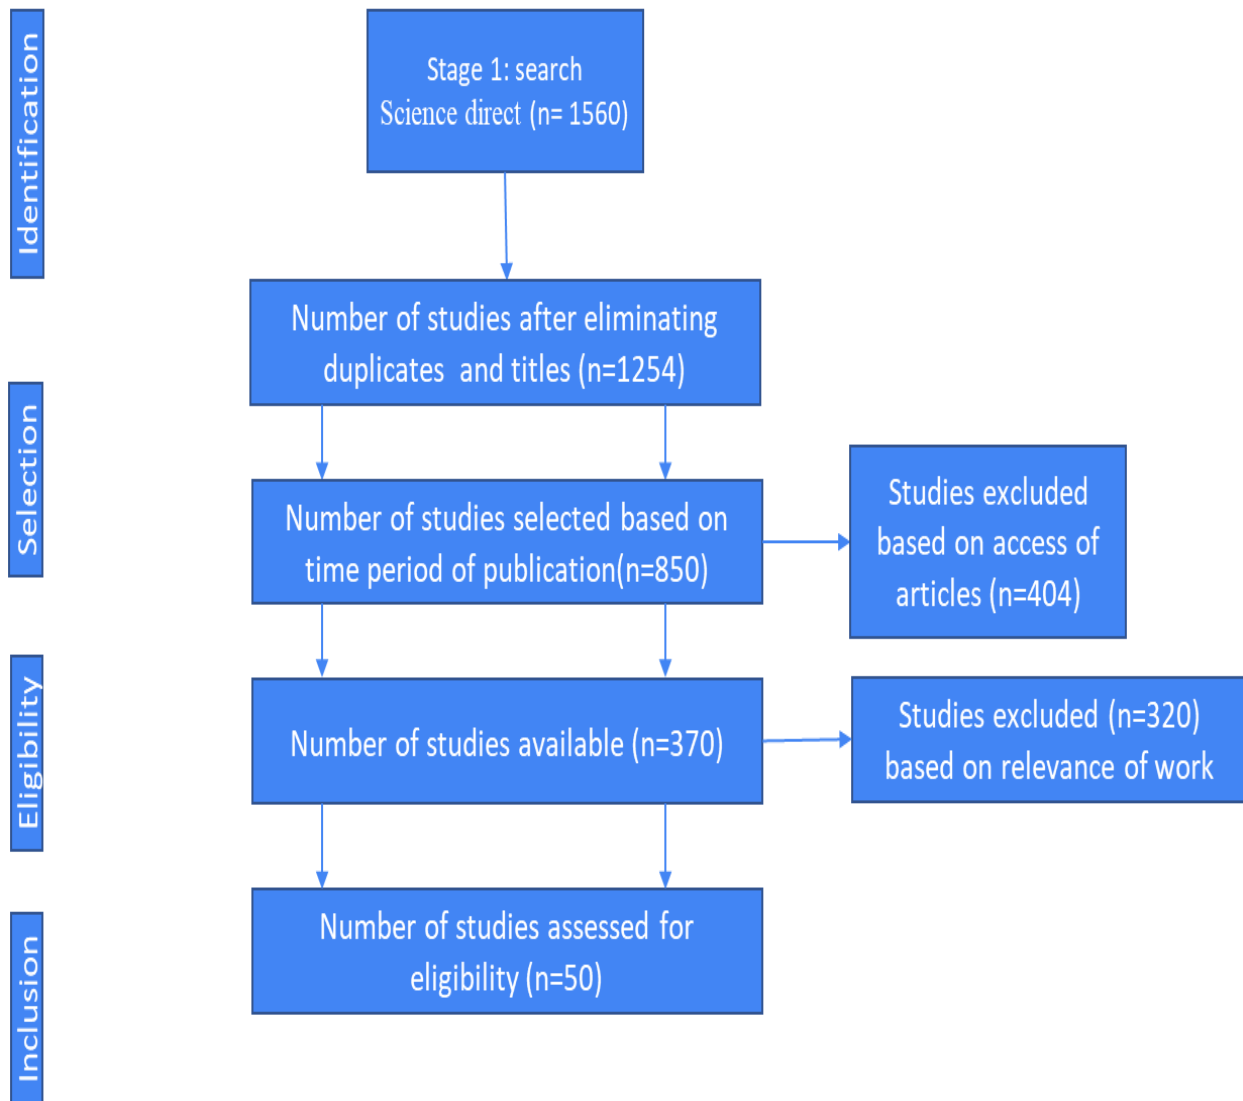 Identification
Stage 1: search
Science direct (n= 1560)
Number of studies after eliminating
duplicates and titles (n=1254)
Selection
Number of studies selected based on
time period of publication(n=850)
Studies excluded
based on access of
articles (n=404)
Eligibility
Number of studies available (n=370)
Studies excluded (n=320)
based on relevance of work
Inclusion
Number of studies assessed for
eligibility (n=50)